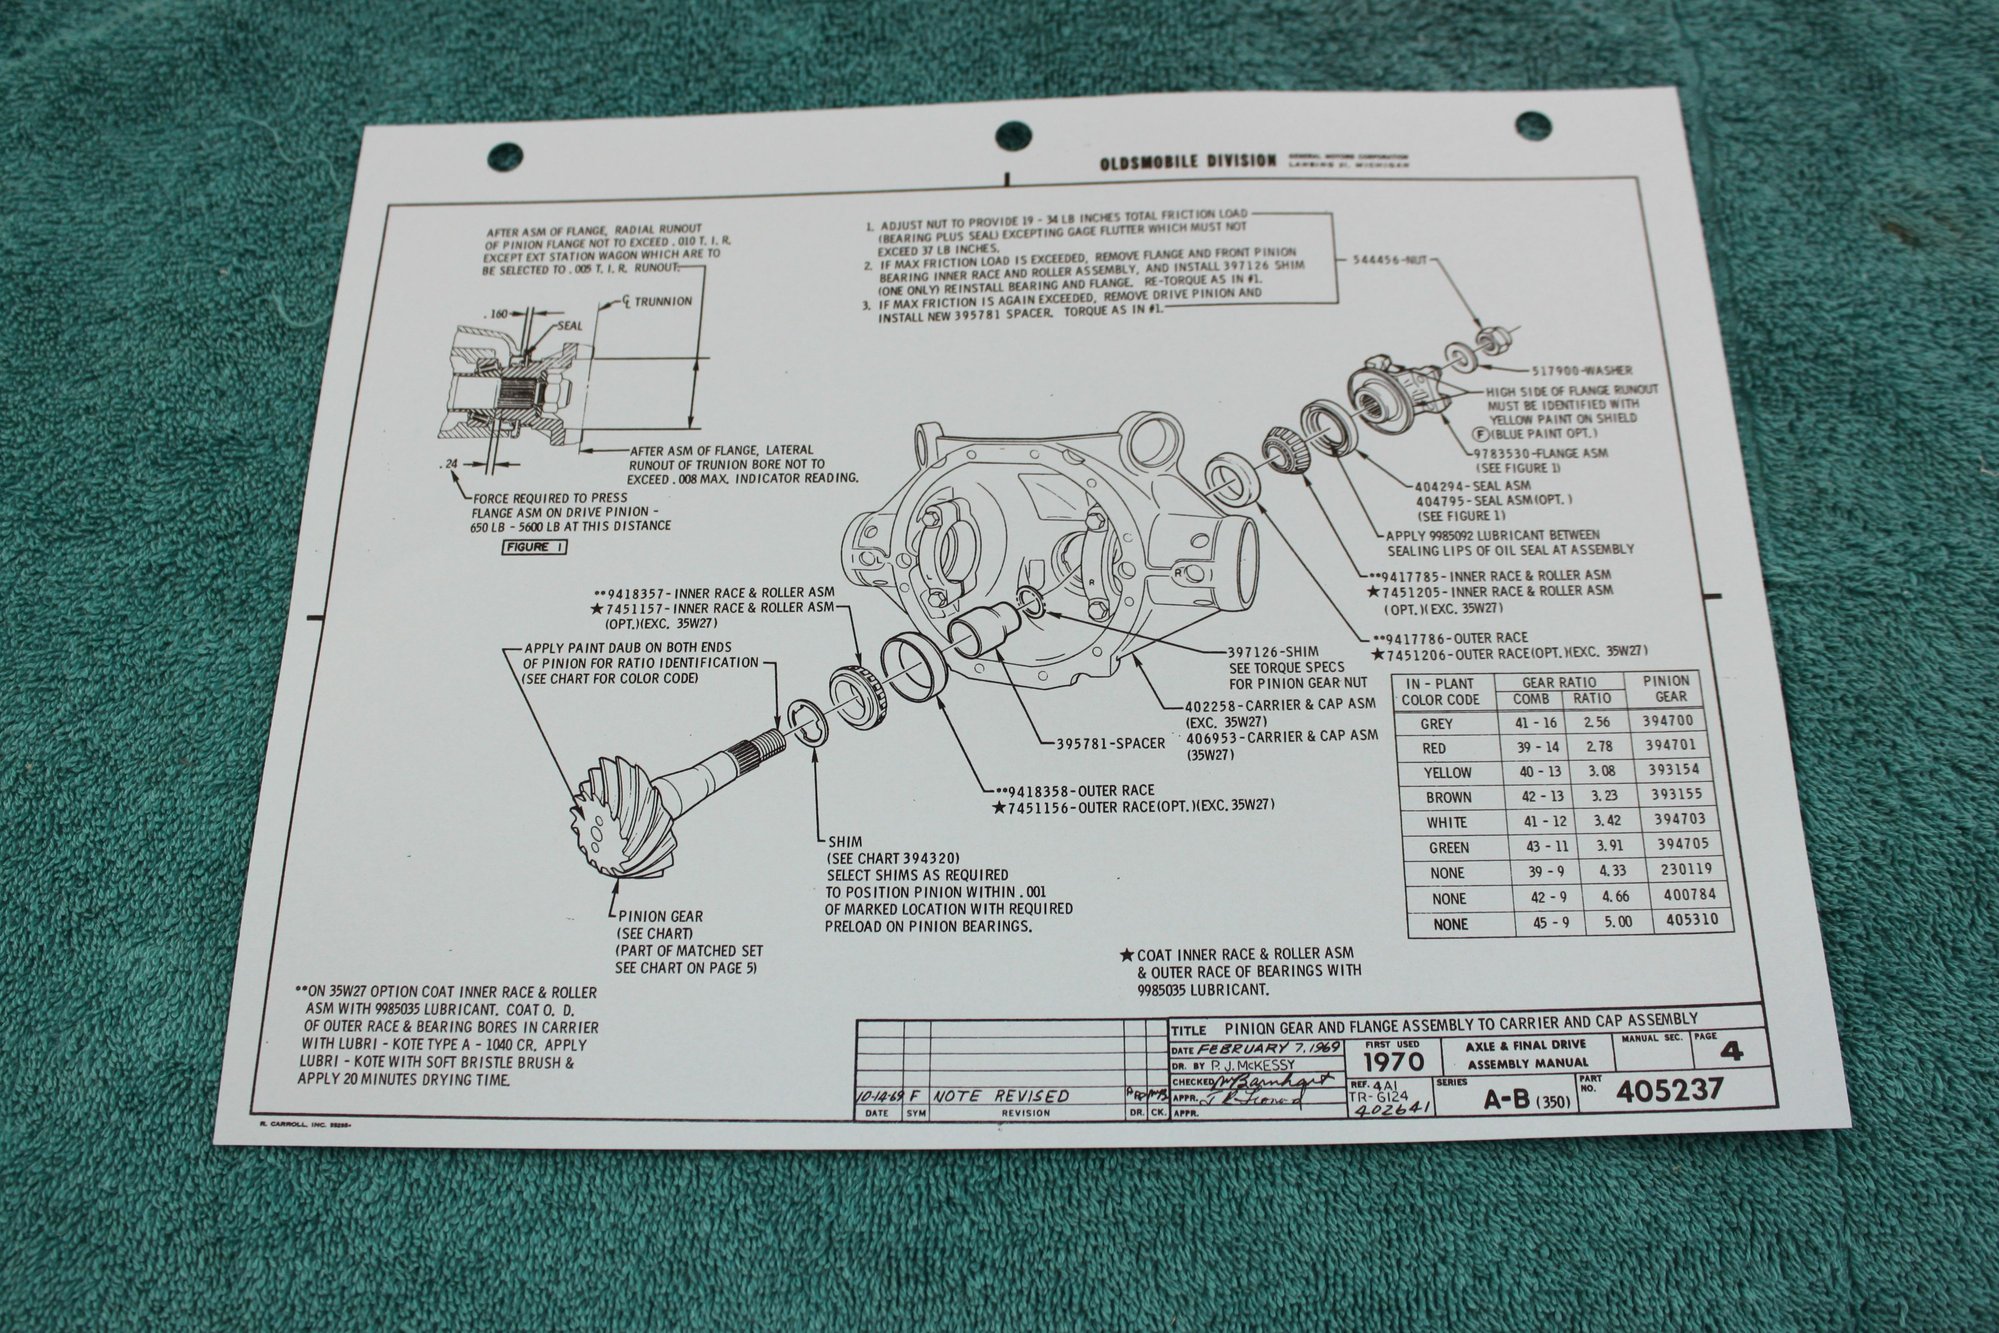 OLDSMOBILE DIVISION GENERAL MOTORS CORPORATION
LANSING 21, MICHIGAN
AFTER ASM OF FLANGE, RADIAL RUNOUT
OF PINION FLANGE NOT TO EXCEED .010 T. I. R.
EXCEPT EXT STATION WAGON WHICH ARE TO
BE SELECTED TO .005 T. I. R. RUNOUT.
℄ TRUNNION
.160
SEAL
.24
AFTER ASM OF FLANGE, LATERAL
RUNOUT OF TRUNION BORE NOT TO
EXCEED .008 MAX. INDICATOR READING.
FORCE REQUIRED TO PRESS
FLANGE ASM ON DRIVE PINION -
650 LB - 5600 LB AT THIS DISTANCE
FIGURE 1
1. ADJUST NUT TO PROVIDE 19 - 34 LB INCHES TOTAL FRICTION LOAD
(BEARING PLUS SEAL) EXCEPTING GAGE FLUTTER WHICH MUST NOT
EXCEED 37 LB INCHES.
2. IF MAX FRICTION LOAD IS EXCEEDED, REMOVE FLANGE AND FRONT PINION
BEARING INNER RACE AND ROLLER ASSEMBLY, AND INSTALL 397126 SHIM
(ONE ONLY) REINSTALL BEARING AND FLANGE. RE-TORQUE AS IN #1.
3. IF MAX FRICTION IS AGAIN EXCEEDED, REMOVE DRIVE PINION AND
INSTALL NEW 395781 SPACER. TORQUE AS IN #1.
544456-NUT
517900-WASHER
HIGH SIDE OF FLANGE RUNOUT
MUST BE IDENTIFIED WITH
YELLOW PAINT ON SHIELD
Ⓕ(BLUE PAINT OPT.)
9783530-FLANGE ASM
(SEE FIGURE 1)
404294-SEAL ASM
404795-SEAL ASM(OPT. )
(SEE FIGURE 1)
APPLY 9985092 LUBRICANT BETWEEN
SEALING LIPS OF OIL SEAL AT ASSEMBLY
**9417785-INNER RACE & ROLLER ASM
★7451205-INNER RACE & ROLLER ASM
(OPT.)(EXC. 35W27)
**9417786-OUTER RACE
★7451206-OUTER RACE(OPT.)(EXC. 35W27)
**9418357-INNER RACE & ROLLER ASM
★7451157-INNER RACE & ROLLER ASM
(OPT.)(EXC. 35W27)
APPLY PAINT DAUB ON BOTH ENDS
OF PINION FOR RATIO IDENTIFICATION
(SEE CHART FOR COLOR CODE)
L
R
R
397126-SHIM
SEE TORQUE SPECS
FOR PINION GEAR NUT
402258-CARRIER & CAP ASM
(EXC. 35W27)
406953-CARRIER & CAP ASM
(35W27)
395781-SPACER
**9418358-OUTER RACE
★7451156-OUTER RACE(OPT.)(EXC. 35W27)
SHIM
(SEE CHART 394320)
SELECT SHIMS AS REQUIRED
TO POSITION PINION WITHIN .001
OF MARKED LOCATION WITH REQUIRED
PRELOAD ON PINION BEARINGS.
PINION GEAR
(SEE CHART)
(PART OF MATCHED SET
SEE CHART ON PAGE 5)
IN - PLANT COLOR CODE GEAR RATIO PINION GEAR
COMB RATIO
GREY 41 - 16 2.56 394700
RED 39 - 14 2.78 394701
YELLOW 40 - 13 3.08 393154
BROWN 42 - 13 3.23 393155
WHITE 41 - 12 3.42 394703
GREEN 43 - 11 3.91 394705
NONE 39 - 9 4.33 230119
NONE 42 - 9 4.66 400784
NONE 45 - 9 5.00 405310
**ON 35W27 OPTION COAT INNER RACE & ROLLER
ASM WITH 9985035 LUBRICANT. COAT O. D.
OF OUTER RACE & BEARING BORES IN CARRIER
WITH LUBRI - KOTE TYPE A - 1040 CR. APPLY
LUBRI - KOTE WITH SOFT BRISTLE BRUSH &
APPLY 20 MINUTES DRYING TIME.
★COAT INNER RACE & ROLLER ASM
& OUTER RACE OF BEARINGS WITH
9985035 LUBRICANT.
TITLE PINION GEAR AND FLANGE ASSEMBLY TO CARRIER AND CAP ASSEMBLY
DATE FEBRUARY 7, 1969
DR. BY P. J. McKESSY
CHECKED
APPR.
APPR.
FIRST USED
1970
AXLE & FINAL DRIVE
ASSEMBLY MANUAL
MANUAL SEC.
PAGE
4
REF. 4A1
TR-6124
402641
SERIES
A-B (350)
PART NO. 405237
10-14-69 F NOTE REVISED
DATE SYM REVISION DR. CK.
R. CARROLL, INC.